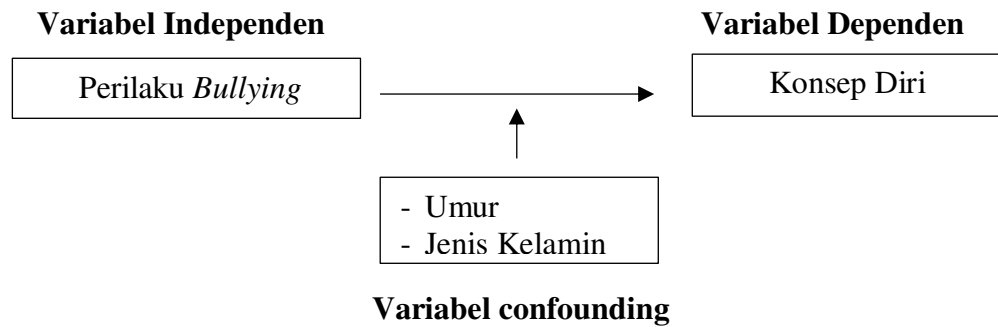 Variabel Independen
Variabel Dependen
Perilaku Bullying
Konsep Diri
- Umur
- Jenis Kelamin
Variabel confounding